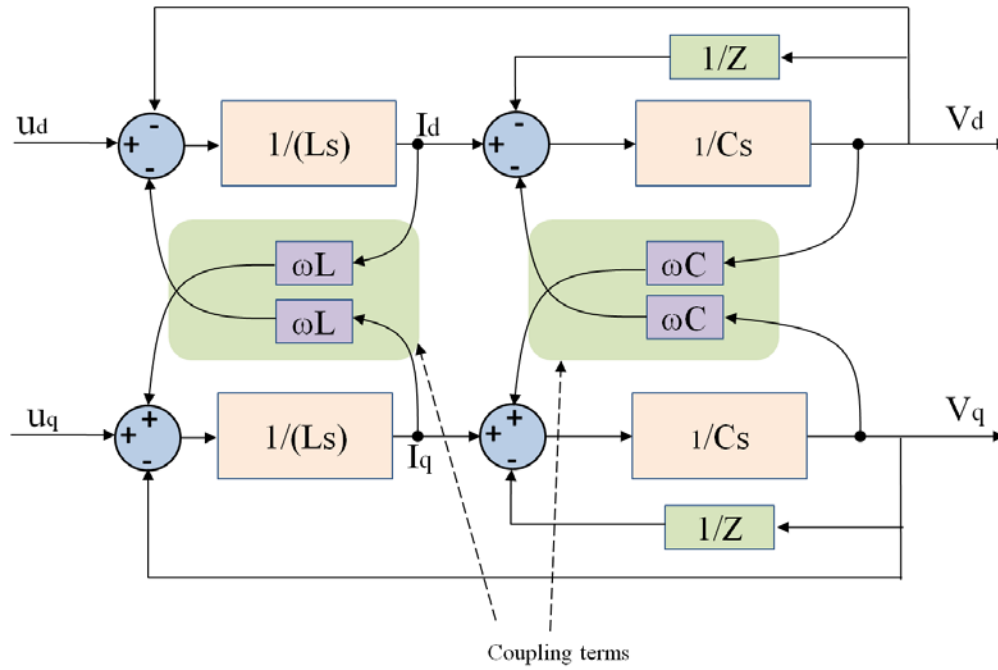 1/Z
ud
+
-
-
1/(Ls)
Id
+
-
-
1/Cs
Vd
ωL
ωL
ωC
ωC
uq
+
+
-
1/(Ls)
Iq
+
+
-
1/Cs
Vq
1/Z
Coupling terms